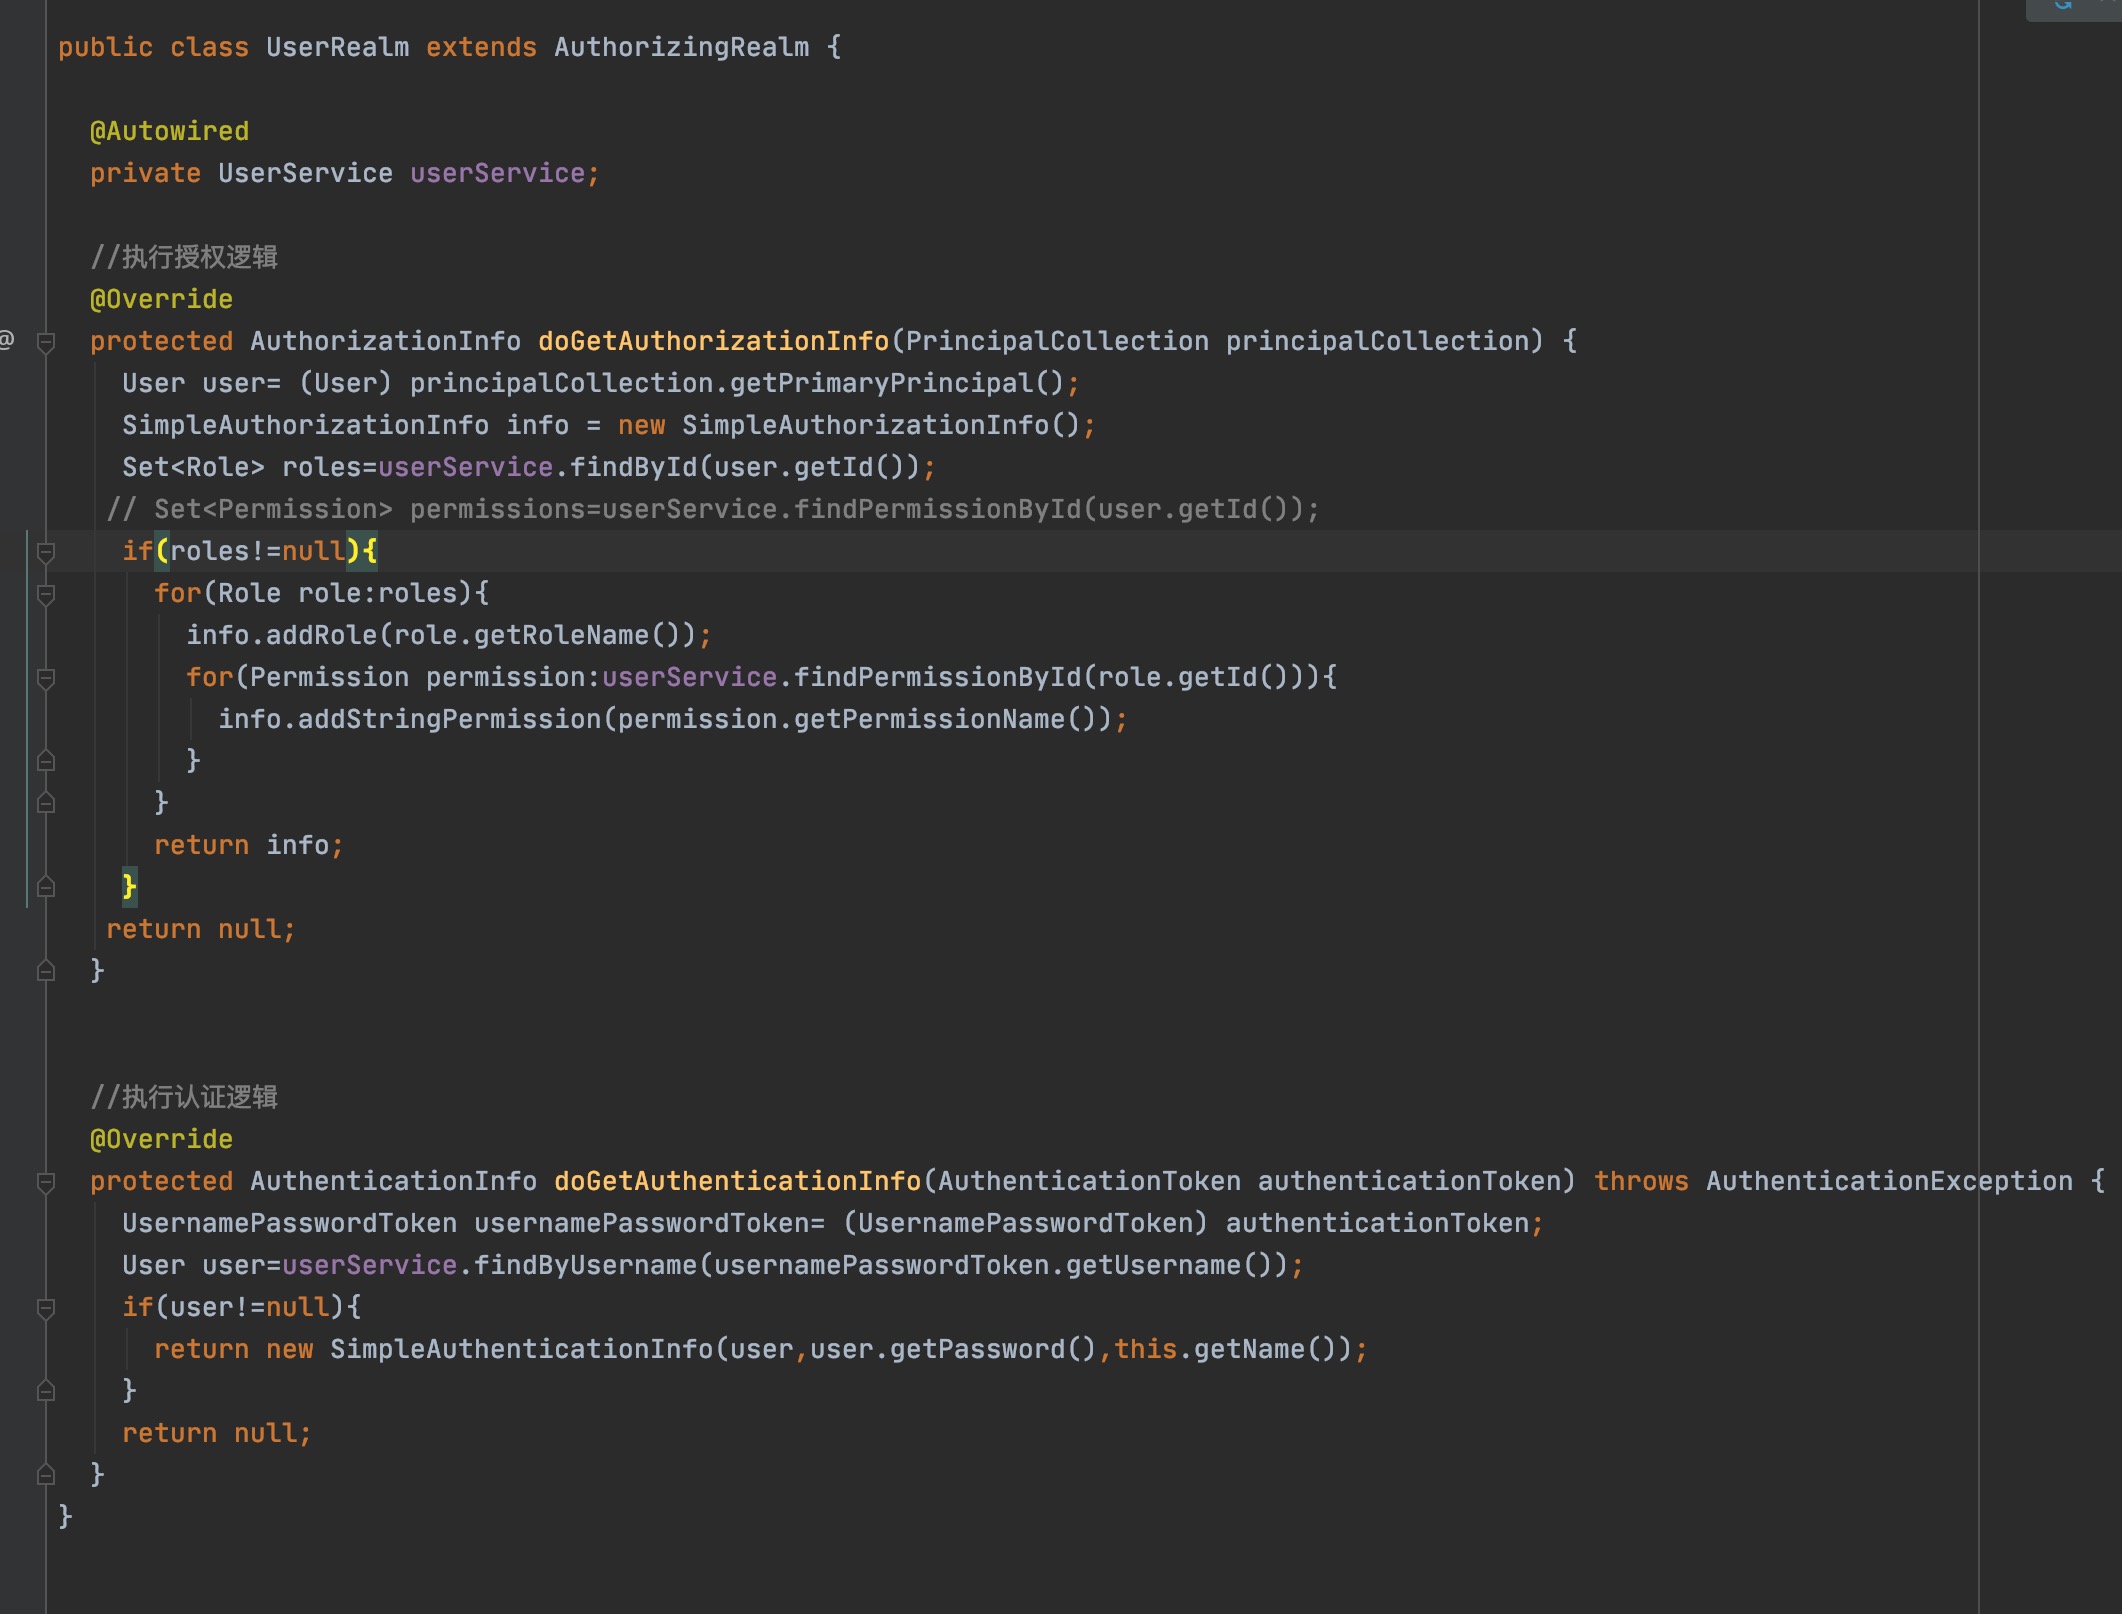 public class UserRealm extends AuthorizingRealm {
@Autowired
private UserService userService;
//执行授权逻辑
@Override
@
protected AuthorizationInfo doGetAuthorizationInfo(PrincipalCollection principalCollection) {
User user= (User) principalCollection.getPrimaryPrincipal();
SimpleAuthorizationInfo info = new SimpleAuthorizationInfo();
Set<Role> roles=userService.findById(user.getId());
// Set<Permission> permissions=userService.findPermissionById(user.getId());
if(roles!=null){
for(Role role:roles){
info.addRole(role.getRoleName());
for(Permission permission:userService.findPermissionById(role.getId())){
info.addStringPermission(permission.getPermissionName());
}
}
return info;
}
return null;
}
//执行认证逻辑
@Override
protected AuthenticationInfo doGetAuthenticationInfo(AuthenticationToken authenticationToken) throws AuthenticationException {
UsernamePasswordToken usernamePasswordToken= (UsernamePasswordToken) authenticationToken;
User user=userService.findByUsername(usernamePasswordToken.getUsername());
if(user!=null){
return new SimpleAuthenticationInfo(user,user.getPassword(),this.getName());
}
return null;
}
}